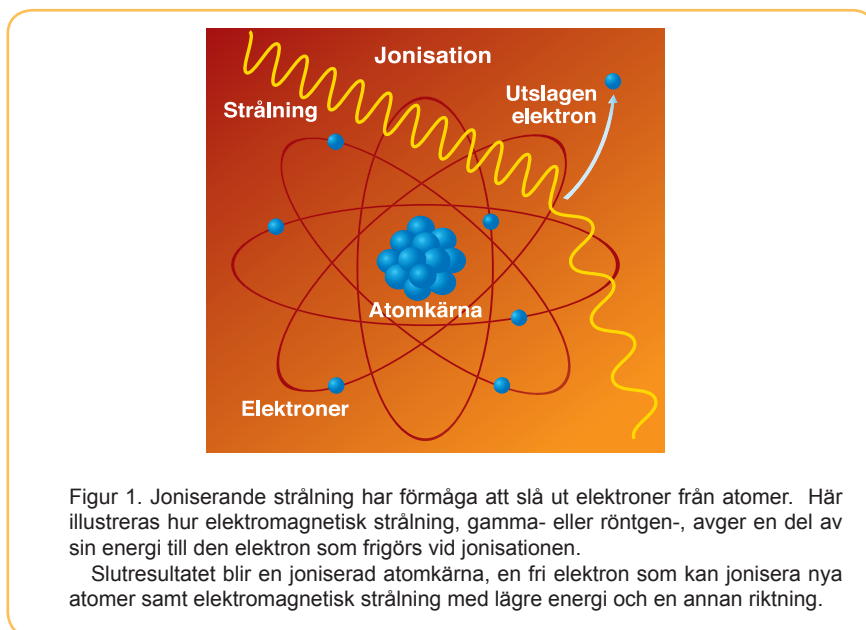 Jonisation
Strålning
Utslagen
elektron
Atomkärna
Elektroner
Figur 1. Joniserande strålning har förmåga att slå ut elektroner från atomer. Här
illustreras hur elektromagnetisk strålning, gamma- eller röntgen-, avger en del av
sin energi till den elektron som frigörs vid jonisationen.
Slutresultatet blir en joniserad atomkärna, en fri elektron som kan jonisera nya
atomer samt elektromagnetisk strålning med lägre energi och en annan riktning.